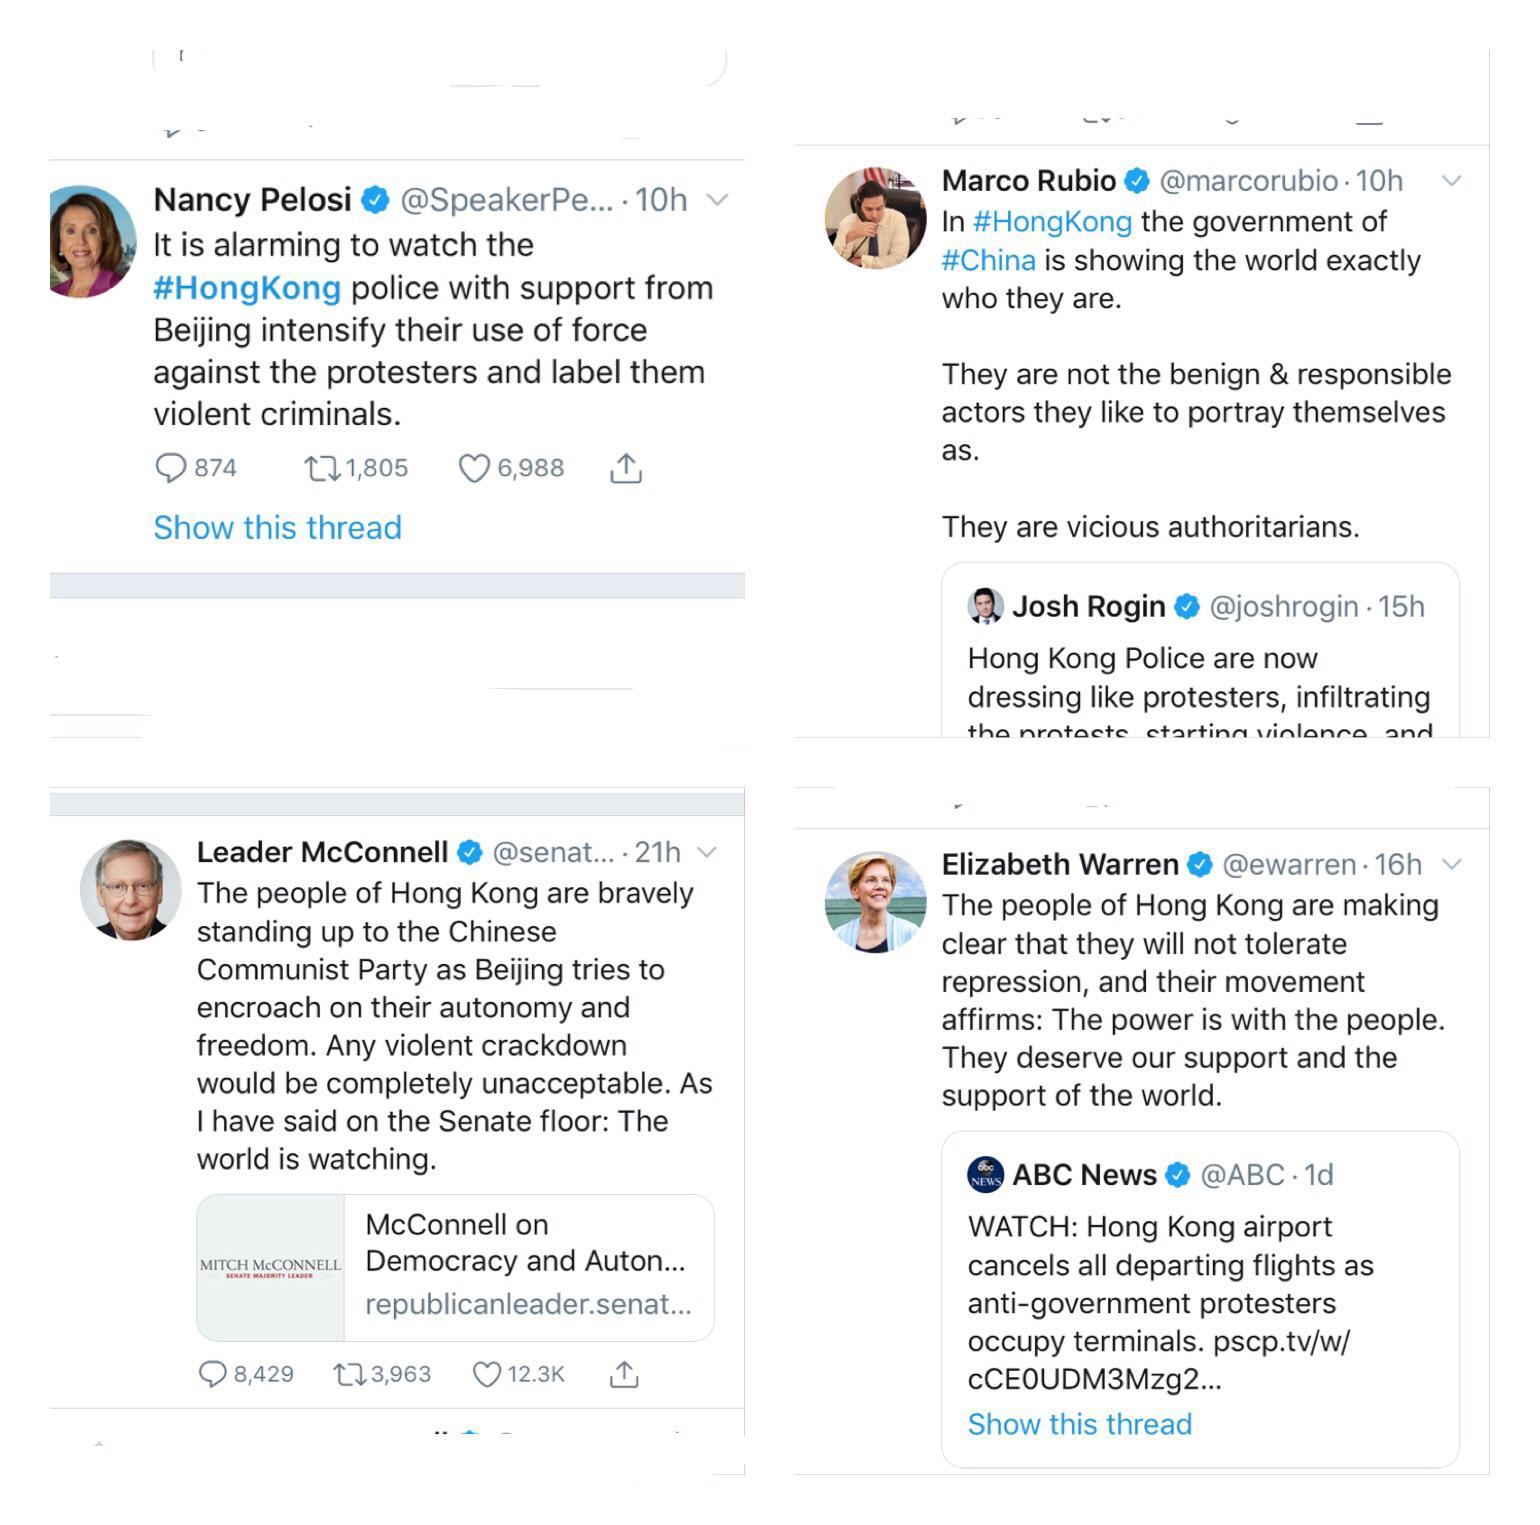 Nancy Pelosi @SpeakerPe... · 10h
It is alarming to watch the
#HongKong police with support from
Beijing intensify their use of force
against the protesters and label them
violent criminals.
874 1,805 6,988
Show this thread
Marco Rubio @marcorubio · 10h
In #HongKong the government of
#China is showing the world exactly
who they are.
They are not the benign & responsible
actors they like to portray themselves
as.
They are vicious authoritarians.
Josh Rogin @joshrogin · 15h
Hong Kong Police are now
dressing like protesters, infiltrating
the protests, starting violence, and
Leader McConnell @senat... · 21h
The people of Hong Kong are bravely
standing up to the Chinese
Communist Party as Beijing tries to
encroach on their autonomy and
freedom. Any violent crackdown
would be completely unacceptable. As
I have said on the Senate floor: The
world is watching.
MITCH McCONNELL
SENATE MAJORITY LEADER
McConnell on
Democracy and Auton...
republicanleader.senat...
8,429 3,963 12.3K
Elizabeth Warren @ewarren · 16h
The people of Hong Kong are making
clear that they will not tolerate
repression, and their movement
affirms: The power is with the people.
They deserve our support and the
support of the world.
abc
NEWS
ABC News @ABC · 1d
WATCH: Hong Kong airport
cancels all departing flights as
anti-government protesters
occupy terminals. pscp.tv/w/
cCE0UDM3Mzg2...
Show this thread